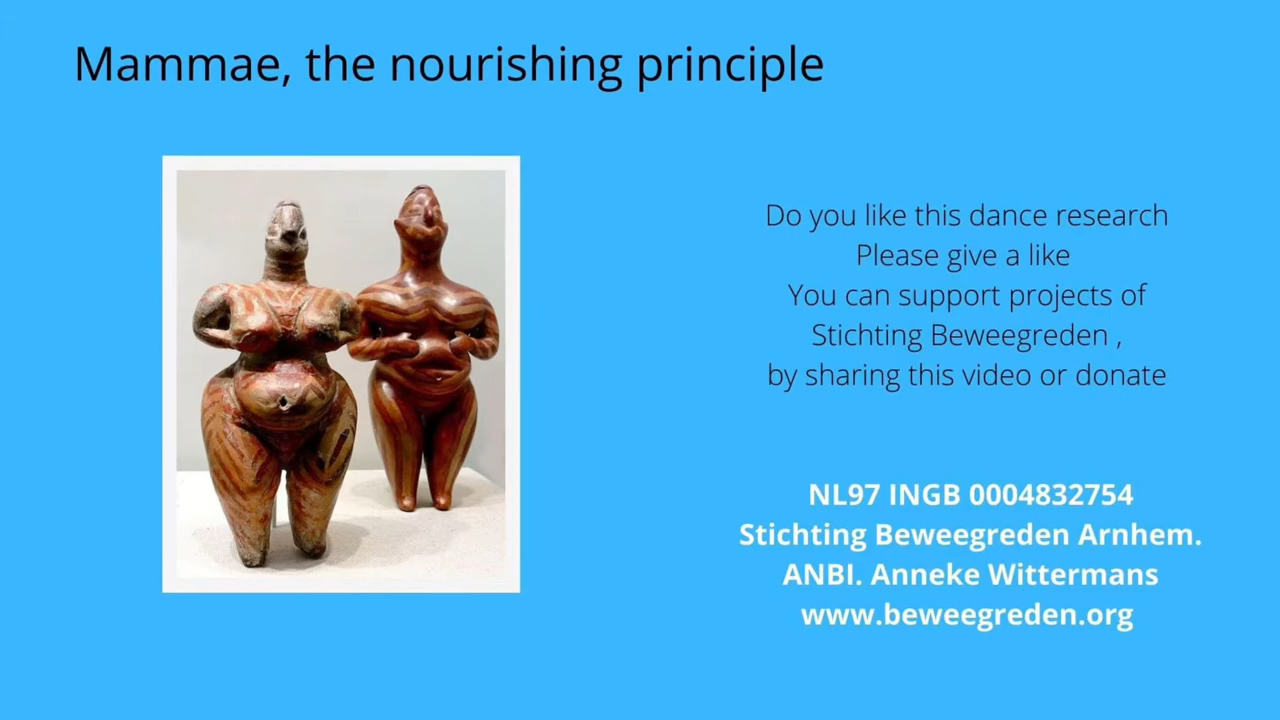 Mammae, the nourishing principle
Do you like this dance research
Please give a like
You can support projects of
Stichting Beweegreden ,
by sharing this video or donate
NL97 INGB 0004832754
Stichting Beweegreden Arnhem.
ANBI. Anneke Wittermans
www.beweegreden.org